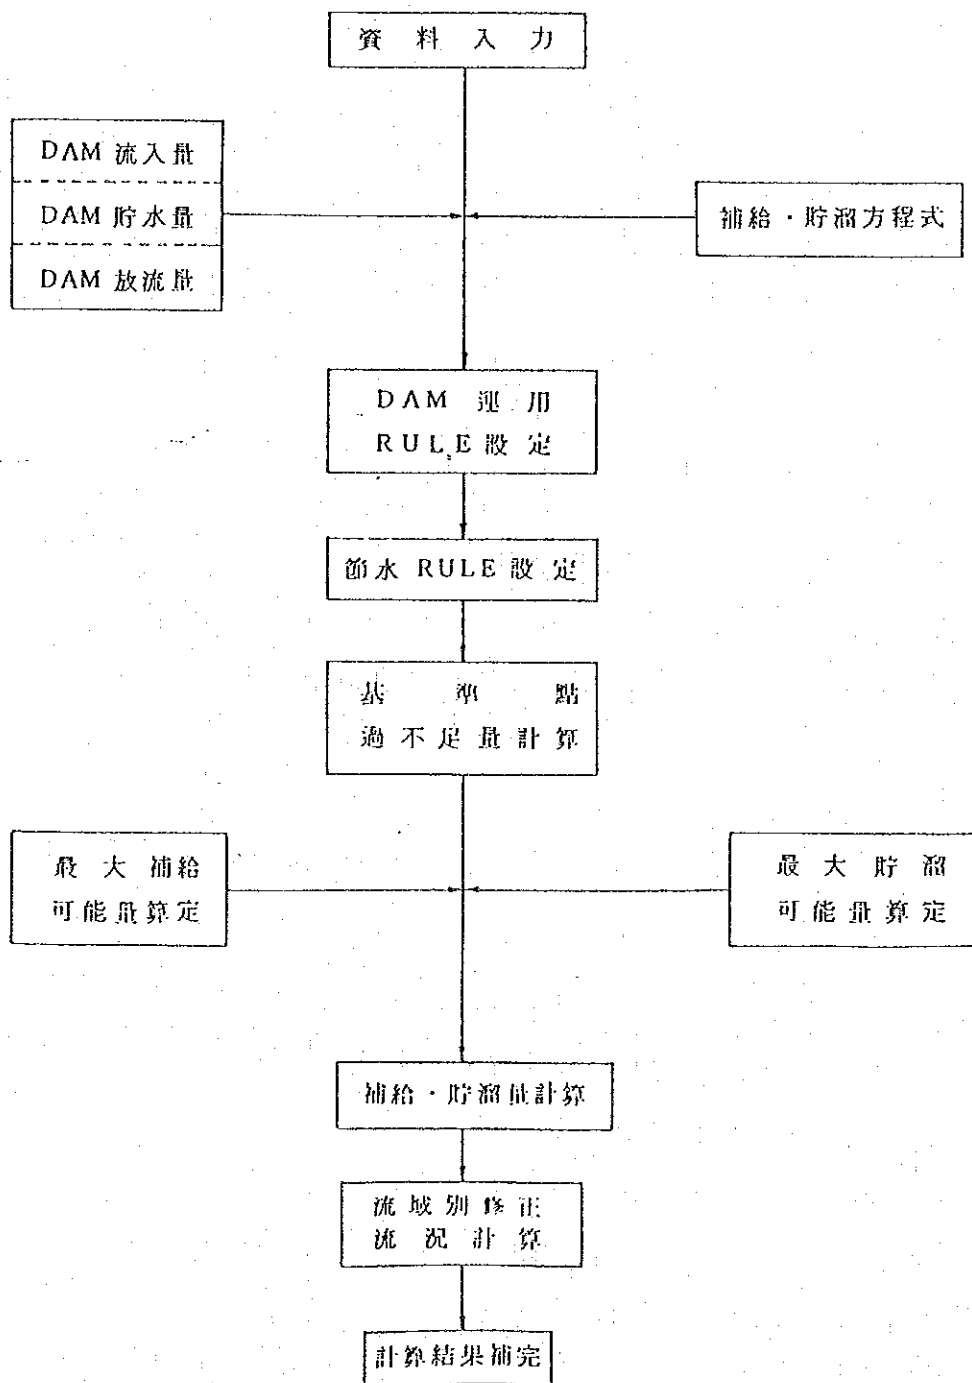 資料入力
DAM 流入量
DAM 貯水量
DAM 放流量
補給・貯溜方程式
DAM 運用
RULE 設定
節水 RULE 設定
基準點
過不足量計算
最大補給
可能量算定
最大貯溜
可能量算定
補給・貯溜量計算
流域別修正
流況計算
計算結果補完